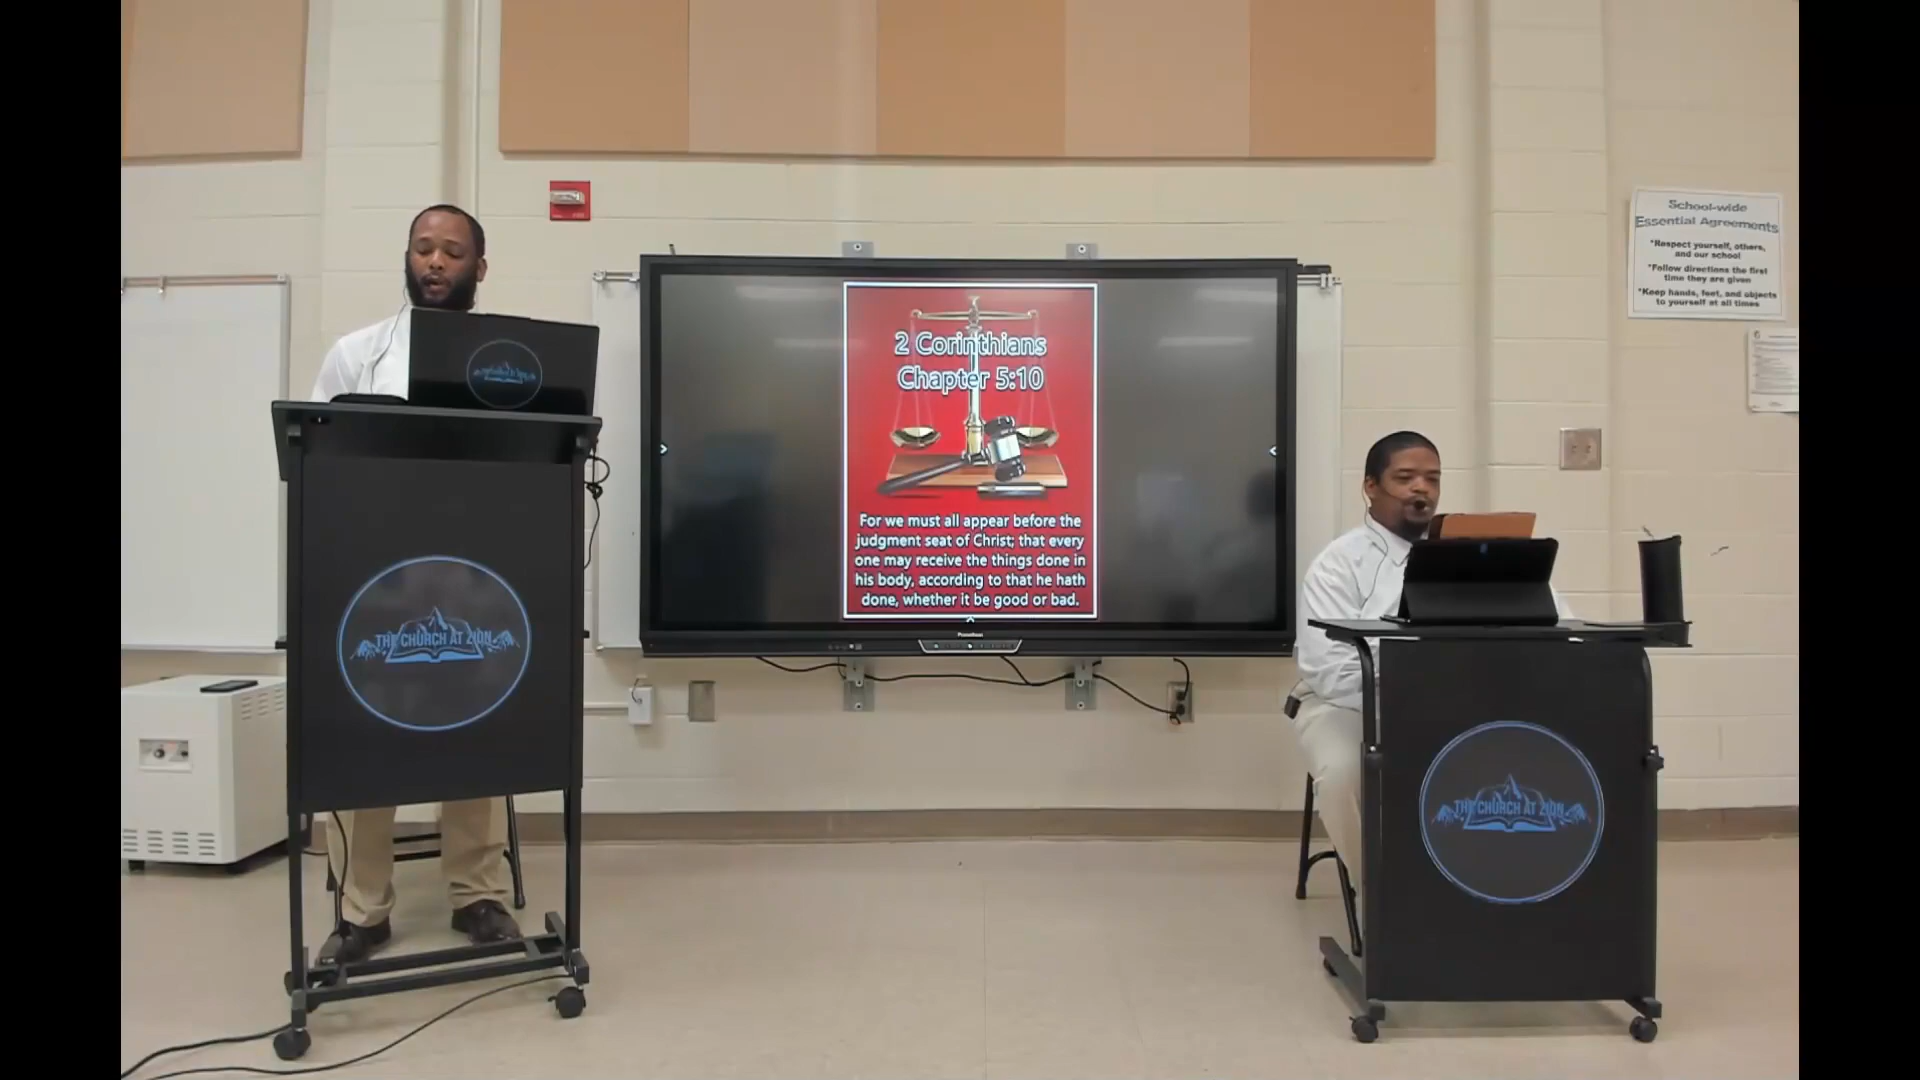 2 Corinthians
Chapter 5:10
For we must all appear before the
judgment seat of Christ; that every
one may receive the things done in
his body, according to that he hath
done, whether it be good or bad.
Promethean
School-wide
Essential Agreements
*Respect yourself, others,
and our school
*Follow directions the first
time they are given
*Keep hands, feet, and objects
to yourself at all times
THE CHURCH AT ZION
THE CHURCH AT ZION